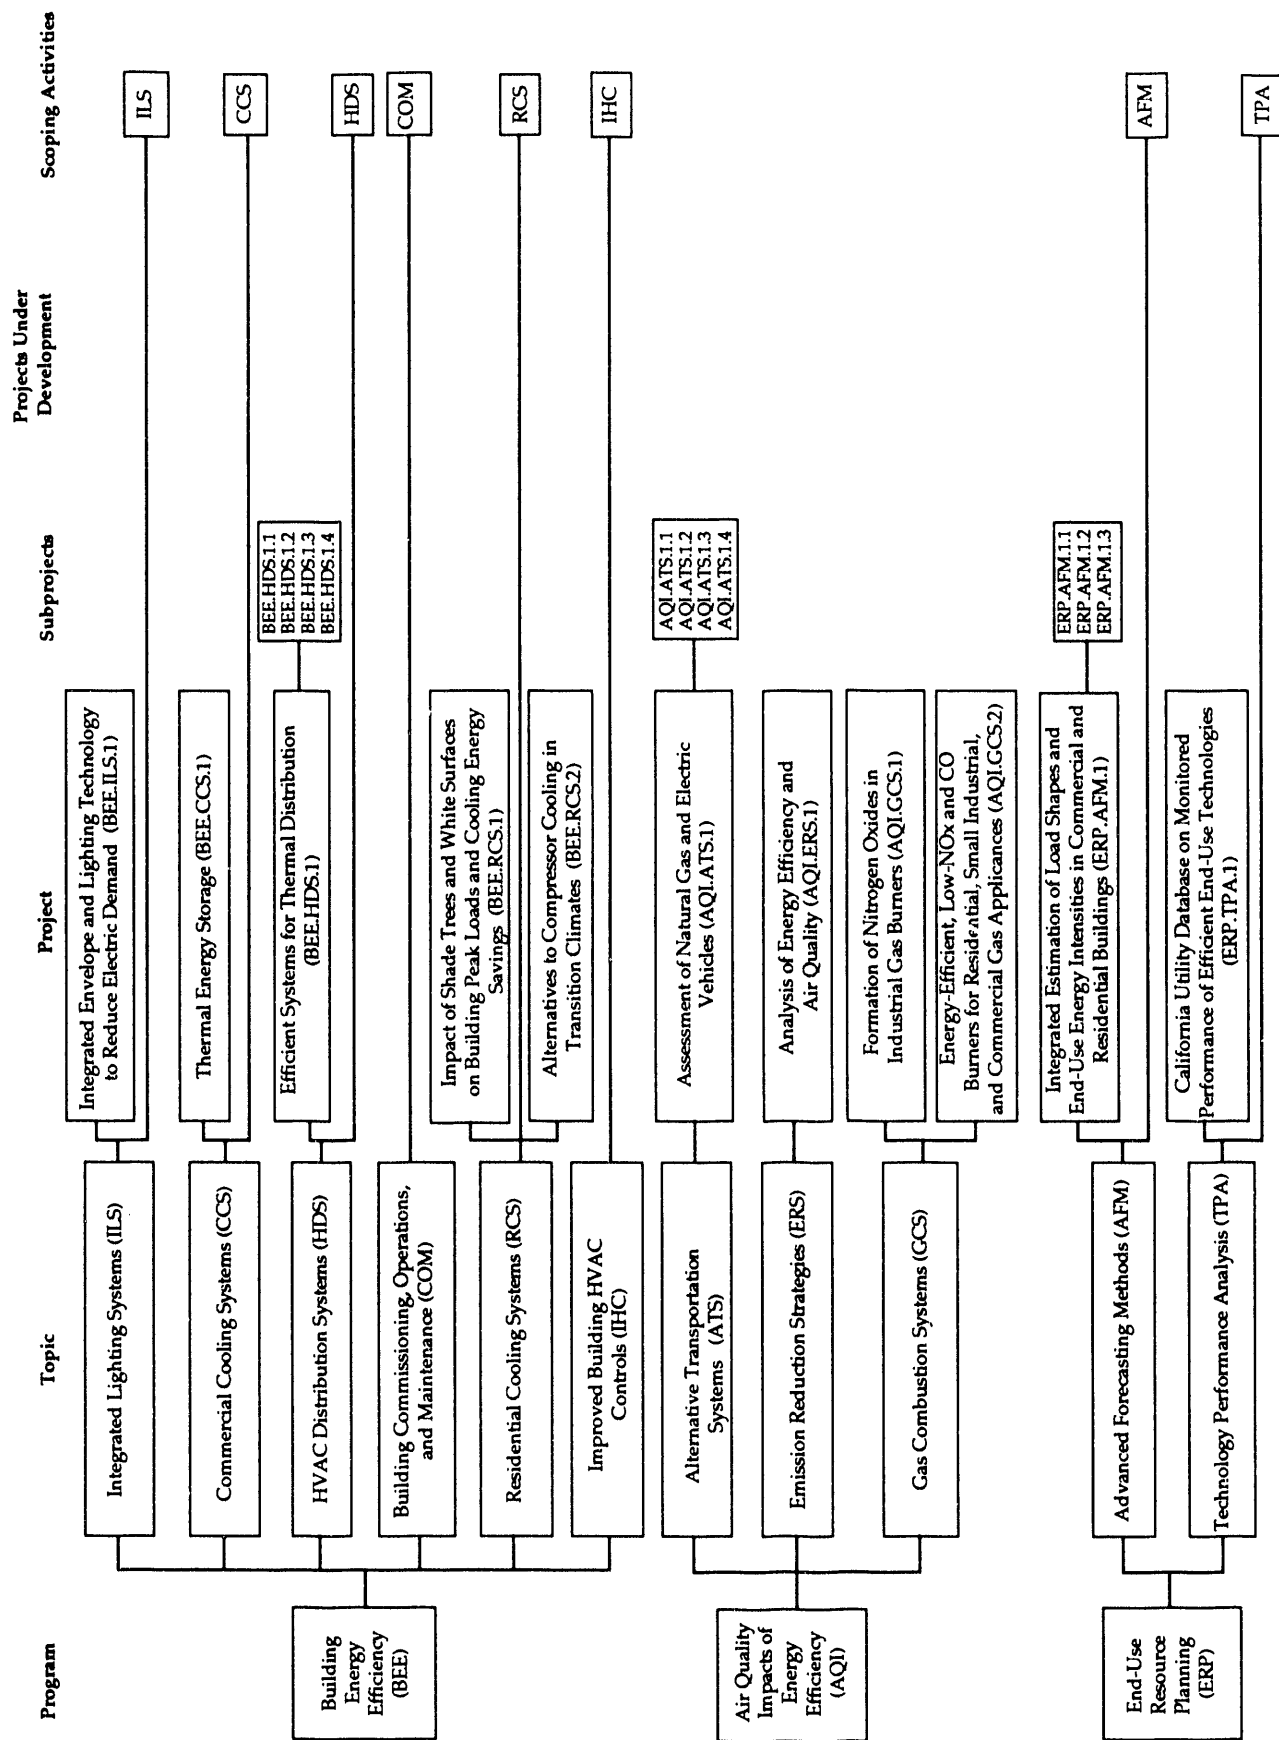 Program
Topic
Project
Subprojects
Projects Under
Development
Scoping Activities
Building
Energy
Efficiency
(BEE)
Integrated Lighting Systems (ILS)
Integrated Envelope and Lighting Technology
to Reduce Electric Demand (BEE.ILS.1)
ILS
Commercial Cooling Systems (CCS)
Thermal Energy Storage (BEE.CCS.1)
CCS
HVAC Distribution Systems (HDS)
Efficient Systems for Thermal Distribution
(BEE.HDS.1)
BEE.HDS.1.1
BEE.HDS.1.2
BEE.HDS.1.3
BEE.HDS.1.4
HDS
Building Commissioning, Operations,
and Maintenance (COM)
COM
Residential Cooling Systems (RCS)
Impact of Shade Trees and White Surfaces
on Building Peak Loads and Cooling Energy
Savings (BEE.RCS.1)
Alternatives to Compressor Cooling in
Transition Climates (BEE.RCS.2)
RCS
Improved Building HVAC
Controls (IHC)
IHC
Air Quality
Impacts of
Energy
Efficiency
(AQI)
Alternative Transportation
Systems (ATS)
Assessment of Natural Gas and Electric
Vehicles (AQI.ATS.1)
AQI.ATS.1.1
AQI.ATS.1.2
AQI.ATS.1.3
AQI.ATS.1.4
Emission Reduction Strategies (ERS)
Analysis of Energy Efficiency and
Air Quality (AQI.ERS.1)
Gas Combustion Systems (GCS)
Formation of Nitrogen Oxides in
Industrial Gas Burners (AQI.GCS.1)
Energy-Efficient, Low-NOx and CO
Burners for Residential, Small Industrial,
and Commercial Gas Applicances (AQI.GCS.2)
End-Use
Resource
Planning
(ERP)
Advanced Forecasting Methods (AFM)
Integrated Estimation of Load Shapes and
End-Use Energy Intensities in Commercial and
Residential Buildings (ERP.AFM.1)
ERP.AFM.1.1
ERP.AFM.1.2
ERP.AFM.1.3
AFM
Technology Performance Analysis (TPA)
California Utility Database on Monitored
Performance of Efficient End-Use Technologies
(ERP.TPA.1)
TPA